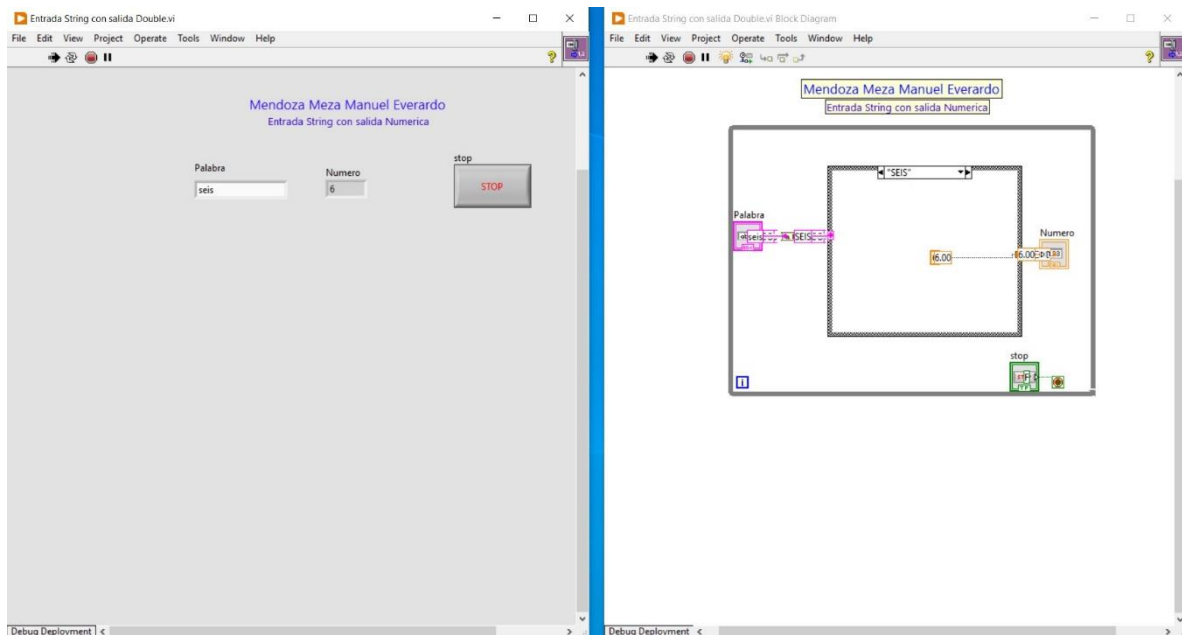 Entrada String con salida Double.vi
File Edit View Project Operate Tools Window Help
Mendoza Meza Manuel Everardo
Entrada String con salida Numerica
Palabra
seis
Numero
6
stop
STOP
Debug Deployment
Entrada String con salida Double.vi Block Diagram
File Edit View Project Operate Tools Window Help
Mendoza Meza Manuel Everardo
Entrada String con salida Numerica
"SEIS"
Palabra
seis
SEIS
6.00
Numero
6.00
stop
F
TF
i
Debug Deployment